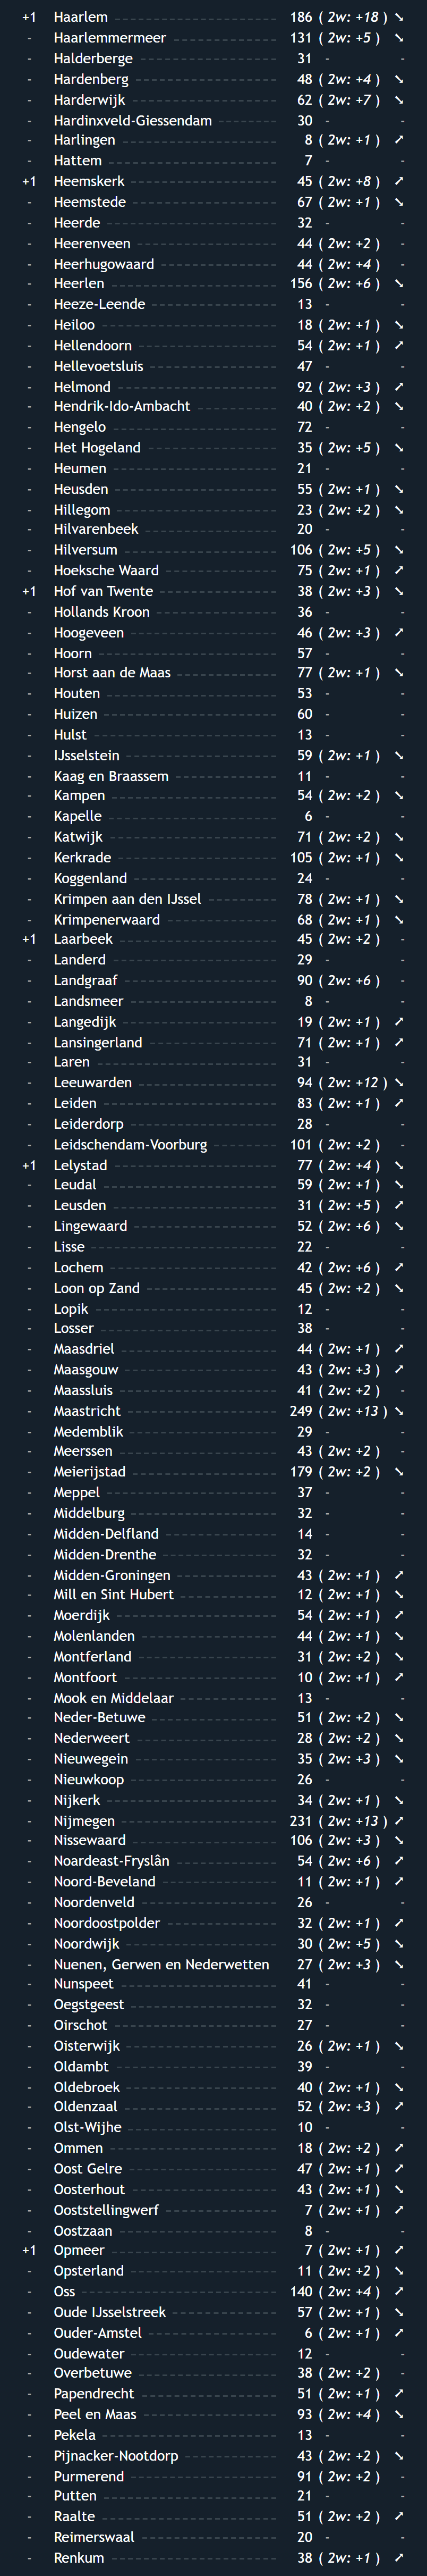 +1 Haarlem 186 ( 2w: +18 ) ➘
- Haarlemmermeer 131 ( 2w: +5 ) ➘
- Halderberge 31 - -
- Hardenberg 48 ( 2w: +4 ) ➘
- Harderwijk 62 ( 2w: +7 ) ➘
- Hardinxveld-Giessendam 30 - -
- Harlingen 8 ( 2w: +1 ) ➚
- Hattem 7 - -
+1 Heemskerk 45 ( 2w: +8 ) ➚
- Heemstede 67 ( 2w: +1 ) ➘
- Heerde 32 - -
- Heerenveen 44 ( 2w: +2 ) -
- Heerhugowaard 44 ( 2w: +4 ) -
- Heerlen 156 ( 2w: +6 ) ➘
- Heeze-Leende 13 - -
- Heiloo 18 ( 2w: +1 ) ➘
- Hellendoorn 54 ( 2w: +1 ) ➚
- Hellevoetsluis 47 - -
- Helmond 92 ( 2w: +3 ) ➚
- Hendrik-Ido-Ambacht 40 ( 2w: +2 ) ➘
- Hengelo 72 - -
- Het Hogeland 35 ( 2w: +5 ) ➘
- Heumen 21 - -
- Heusden 55 ( 2w: +1 ) ➘
- Hillegom 23 ( 2w: +2 ) ➘
- Hilvarenbeek 20 - -
- Hilversum 106 ( 2w: +5 ) ➘
- Hoeksche Waard 75 ( 2w: +1 ) ➚
+1 Hof van Twente 38 ( 2w: +3 ) ➘
- Hollands Kroon 36 - -
- Hoogeveen 46 ( 2w: +3 ) ➚
- Hoorn 57 - -
- Horst aan de Maas 77 ( 2w: +1 ) ➘
- Houten 53 - -
- Huizen 60 - -
- Hulst 13 - -
- IJsselstein 59 ( 2w: +1 ) ➘
- Kaag en Braassem 11 - -
- Kampen 54 ( 2w: +2 ) ➘
- Kapelle 6 - -
- Katwijk 71 ( 2w: +2 ) ➘
- Kerkrade 105 ( 2w: +1 ) ➘
- Koggenland 24 - -
- Krimpen aan den IJssel 78 ( 2w: +1 ) ➘
- Krimpenerwaard 68 ( 2w: +1 ) ➘
+1 Laarbeek 45 ( 2w: +2 ) -
- Landerd 29 - -
- Landgraaf 90 ( 2w: +6 ) -
- Landsmeer 8 - -
- Langedijk 19 ( 2w: +1 ) ➚
- Lansingerland 71 ( 2w: +1 ) ➚
- Laren 31 - -
- Leeuwarden 94 ( 2w: +12 ) ➘
- Leiden 83 ( 2w: +1 ) ➚
- Leiderdorp 28 - -
- Leidschendam-Voorburg 101 ( 2w: +2 ) -
+1 Lelystad 77 ( 2w: +4 ) ➘
- Leudal 59 ( 2w: +1 ) ➘
- Leusden 31 ( 2w: +5 ) ➚
- Lingewaard 52 ( 2w: +6 ) ➘
- Lisse 22 - -
- Lochem 42 ( 2w: +6 ) ➚
- Loon op Zand 45 ( 2w: +2 ) ➘
- Lopik 12 - -
- Losser 38 - -
- Maasdriel 44 ( 2w: +1 ) ➚
- Maasgouw 43 ( 2w: +3 ) ➚
- Maassluis 41 ( 2w: +2 ) -
- Maastricht 249 ( 2w: +13 ) ➘
- Medemblik 29 - -
- Meerssen 43 ( 2w: +2 ) -
- Meierijstad 179 ( 2w: +2 ) ➘
- Meppel 37 - -
- Middelburg 32 - -
- Midden-Delfland 14 - -
- Midden-Drenthe 32 - -
- Midden-Groningen 43 ( 2w: +1 ) ➚
- Mill en Sint Hubert 12 ( 2w: +1 ) ➘
- Moerdijk 54 ( 2w: +1 ) ➚
- Molenlanden 44 ( 2w: +1 ) ➘
- Montferland 31 ( 2w: +2 ) ➘
- Montfoort 10 ( 2w: +1 ) ➚
- Mook en Middelaar 13 - -
- Neder-Betuwe 51 ( 2w: +2 ) ➘
- Nederweert 28 ( 2w: +2 ) ➘
- Nieuwegein 35 ( 2w: +3 ) ➘
- Nieuwkoop 26 - -
- Nijkerk 34 ( 2w: +1 ) ➘
- Nijmegen 231 ( 2w: +13 ) ➚
- Nissewaard 106 ( 2w: +3 ) ➘
- Noardeast-Fryslân 54 ( 2w: +6 ) ➚
- Noord-Beveland 11 ( 2w: +1 ) ➚
- Noordenveld 26 - -
- Noordoostpolder 32 ( 2w: +1 ) ➚
- Noordwijk 30 ( 2w: +5 ) ➘
- Nuenen, Gerwen en Nederwetten 27 ( 2w: +3 ) ➘
- Nunspeet 41 - -
- Oegstgeest 32 - -
- Oirschot 27 - -
- Oisterwijk 26 ( 2w: +1 ) ➘
- Oldambt 39 - -
- Oldebroek 40 ( 2w: +1 ) ➘
- Oldenzaal 52 ( 2w: +3 ) ➚
- Olst-Wijhe 10 - -
- Ommen 18 ( 2w: +2 ) ➚
- Oost Gelre 47 ( 2w: +1 ) ➚
- Oosterhout 43 ( 2w: +1 ) ➘
- Ooststellingwerf 7 ( 2w: +1 ) ➚
- Oostzaan 8 - -
+1 Opmeer 7 ( 2w: +1 ) ➚
- Opsterland 11 ( 2w: +2 ) ➘
- Oss 140 ( 2w: +4 ) ➚
- Oude IJsselstreek 57 ( 2w: +1 ) ➘
- Ouder-Amstel 6 ( 2w: +1 ) ➚
- Oudewater 12 - -
- Overbetuwe 38 ( 2w: +2 ) -
- Papendrecht 51 ( 2w: +1 ) ➚
- Peel en Maas 93 ( 2w: +4 ) ➘
- Pekela 13 - -
- Pijnacker-Nootdorp 43 ( 2w: +2 ) ➘
- Purmerend 91 ( 2w: +2 ) -
- Putten 21 - -
- Raalte 51 ( 2w: +2 ) ➚
- Reimerswaal 20 - -
- Renkum 38 ( 2w: +1 ) ➚